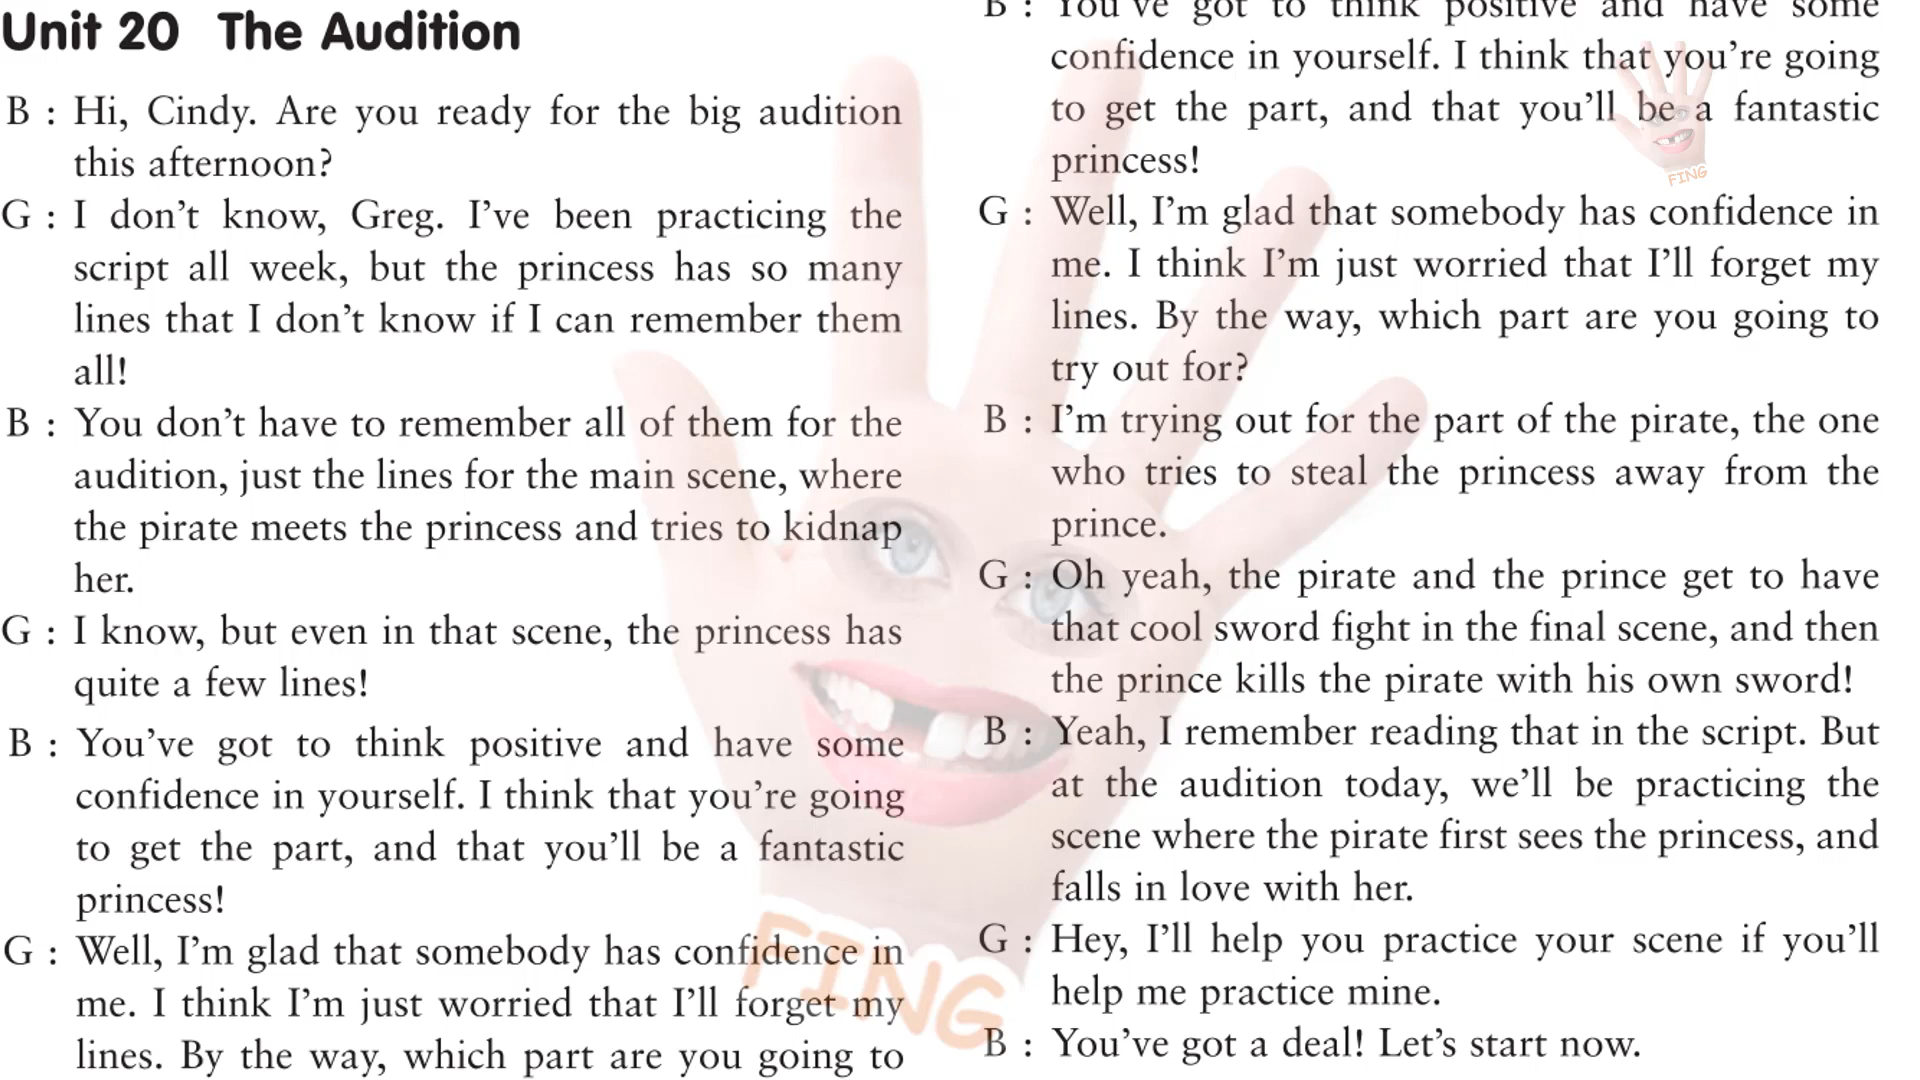 Unit 20 The Audition
B : Hi, Cindy. Are you ready for the big audition
this afternoon?
G : I don't know, Greg. I've been practicing the
script all week, but the princess has so many
lines that I don't know if I can remember them
all!
B : You don't have to remember all of them for the
audition, just the lines for the main scene, where
the pirate meets the princess and tries to kidnap
her.
G : I know, but even in that scene, the princess has
quite a few lines!
B : You've got to think positive and have some
confidence in yourself. I think that you're going
to get the part, and that you'll be a fantastic
princess!
G : Well, I'm glad that somebody has confidence in
me. I think I'm just worried that I'll forget my
lines. By the way, which part are you going to
B : You've got to think positive and have some
confidence in yourself. I think that you're going
to get the part, and that you'll be a fantastic
princess!
G : Well, I'm glad that somebody has confidence in
me. I think I'm just worried that I'll forget my
lines. By the way, which part are you going to
try out for?
B : I'm trying out for the part of the pirate, the one
who tries to steal the princess away from the
prince.
G : Oh yeah, the pirate and the prince get to have
that cool sword fight in the final scene, and then
the prince kills the pirate with his own sword!
B : Yeah, I remember reading that in the script. But
at the audition today, we'll be practicing the
scene where the pirate first sees the princess, and
falls in love with her.
G : Hey, I'll help you practice your scene if you'll
help me practice mine.
B : You've got a deal! Let's start now.
FING
FING